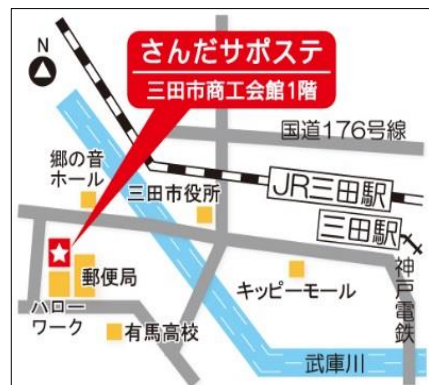 N
さんだサポステ
三田市商工会館1階
国道176号線
郷の音
ホール
三田市役所
JR三田駅
三田駅
神戸電鉄
郵便局
ハロー
ワーク
キッピーモール
有馬高校
武庫川